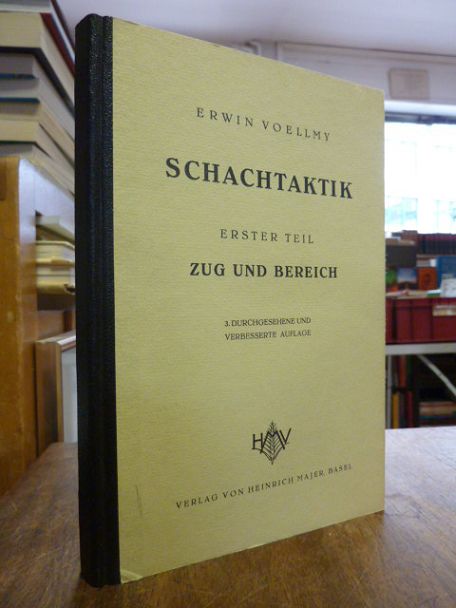 ERWIN VOELLMY
SCHACHTAKTIK
ERSTER TEIL
ZUG UND BEREICH
3. DURCHGESEHENE UND
VERBESSERTE AUFLAGE
HMV
VERLAG VON HEINRICH MAJER, BASEL